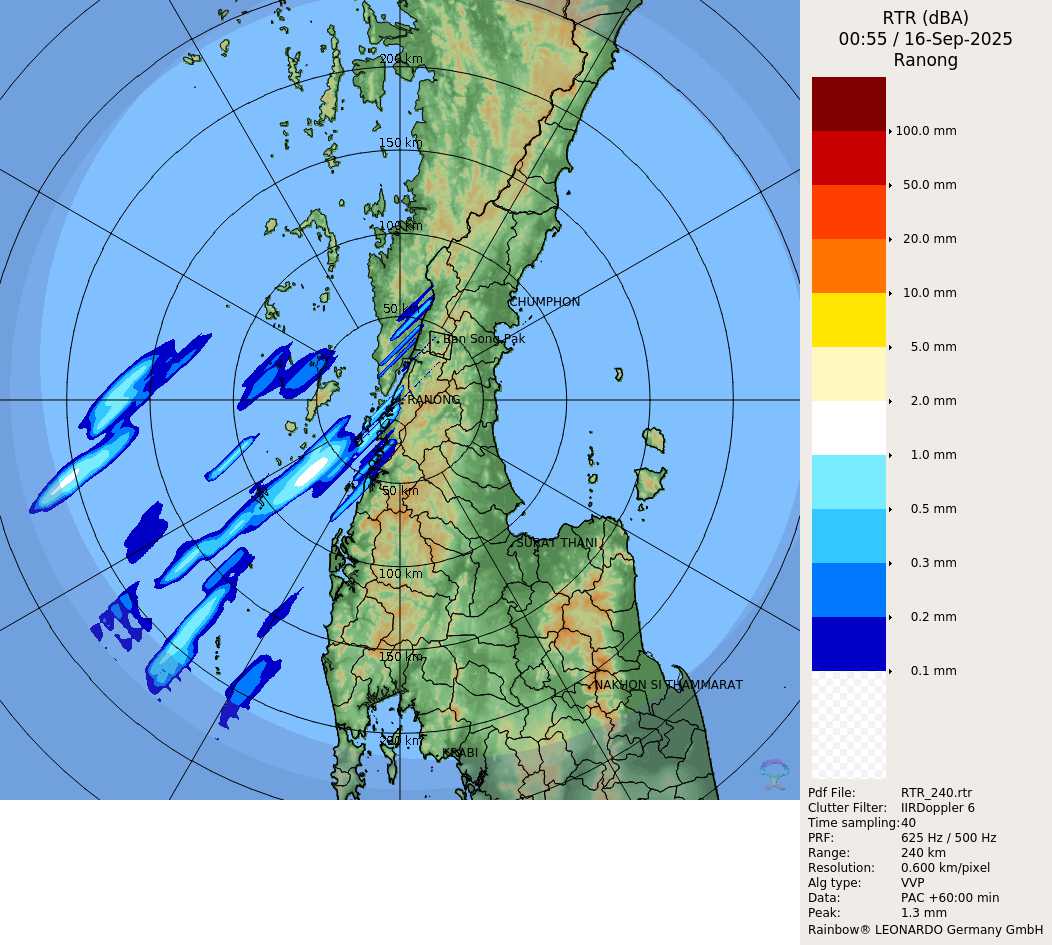 RTR (dBA)
00:55 / 16-Sep-2025
Ranong
200 km
150 km
100 km
50 km
CHUMPHON
Ban Song Pak
RANONG
50 km
SURAT THANI
100 km
150 km
NAKHON SI THAMMARAT
200 km
KRABI
100.0 mm
50.0 mm
20.0 mm
10.0 mm
5.0 mm
2.0 mm
1.0 mm
0.5 mm
0.3 mm
0.2 mm
0.1 mm
Pdf File: RTR_240.rtr
Clutter Filter: IIRDoppler 6
Time sampling:40
PRF: 625 Hz / 500 Hz
Range: 240 km
Resolution: 0.600 km/pixel
Alg type: VVP
Data: PAC +60:00 min
Peak: 1.3 mm
Rainbow® LEONARDO Germany GmbH